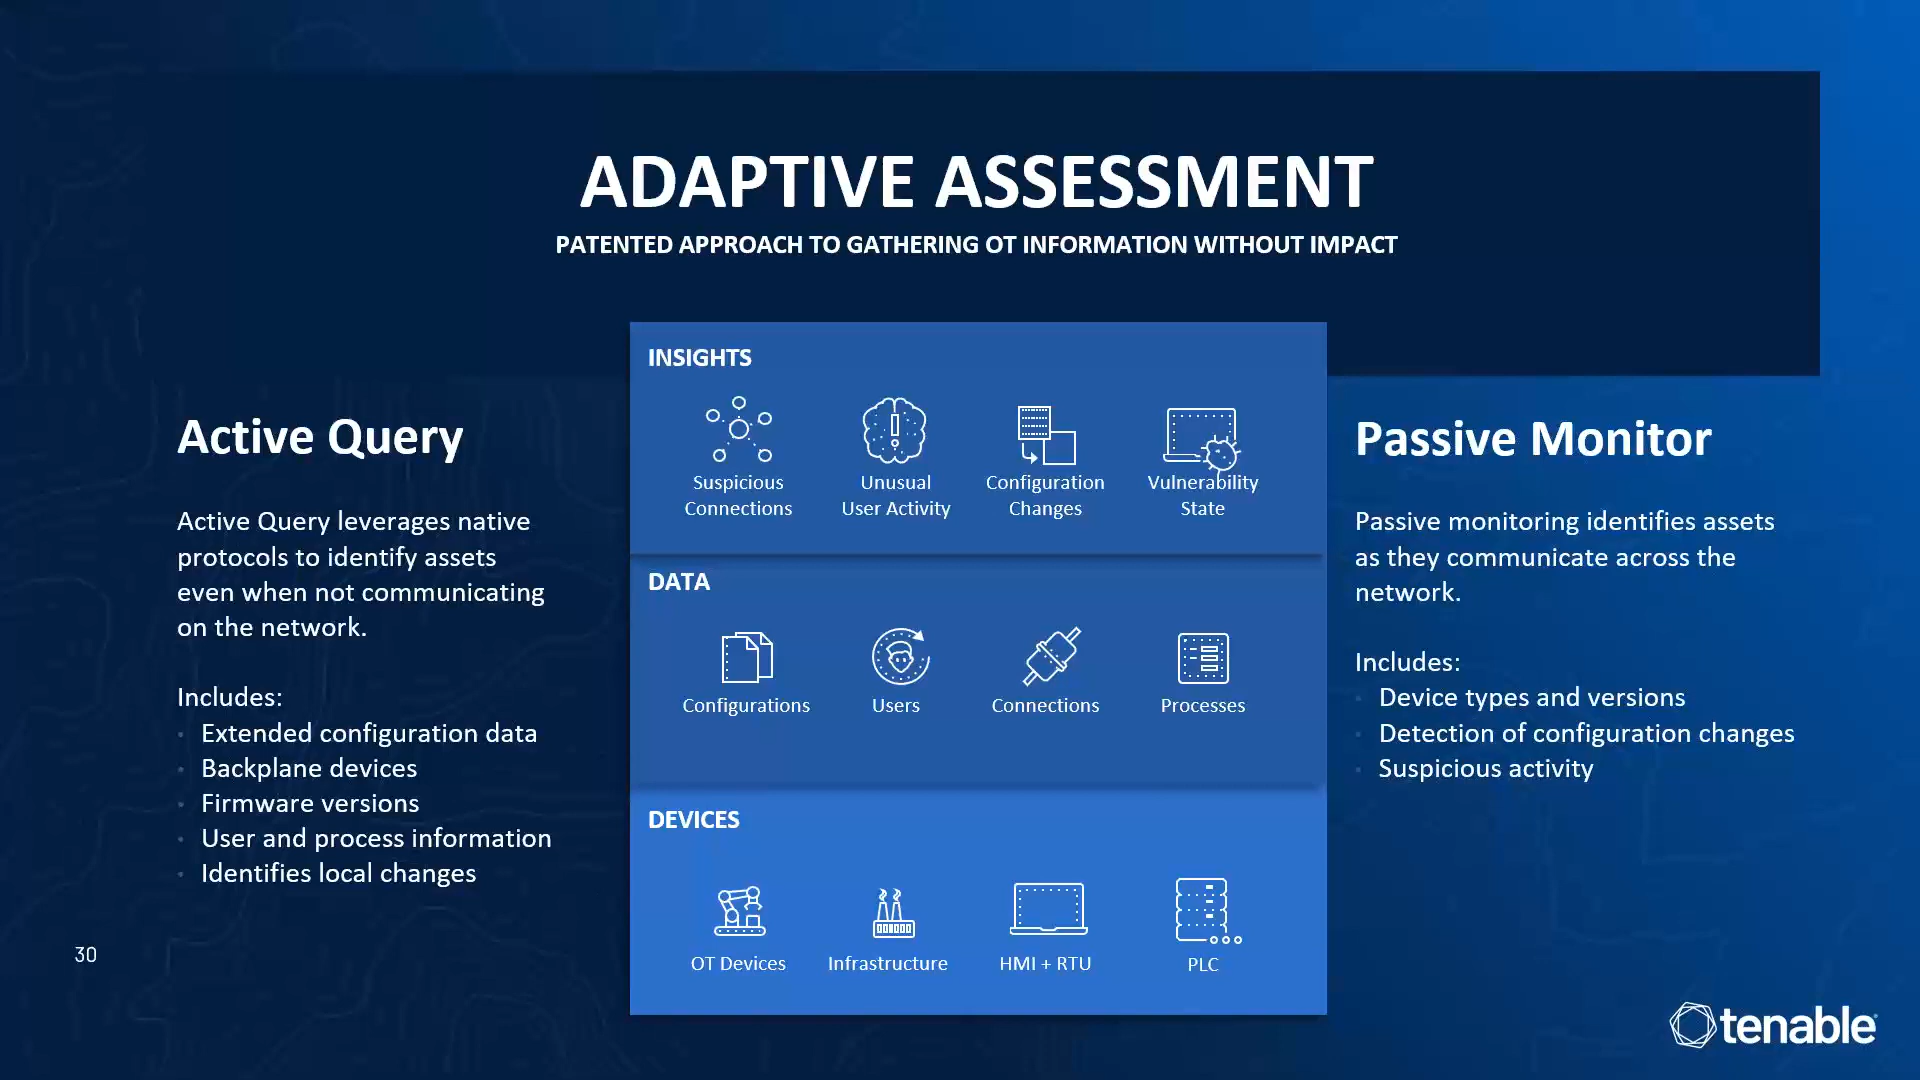 ADAPTIVE ASSESSMENT
PATENTED APPROACH TO GATHERING OT INFORMATION WITHOUT IMPACT
Active Query
Active Query leverages native
protocols to identify assets
even when not communicating
on the network.
Includes:
Extended configuration data
Backplane devices
Firmware versions
User and process information
Identifies local changes
INSIGHTS
Suspicious
Connections
Unusual
User Activity
Configuration
Changes
Vulnerability
State
DATA
Configurations
Users
Connections
Processes
DEVICES
OT Devices
Infrastructure
HMI + RTU
PLC
Passive Monitor
Passive monitoring identifies assets
as they communicate across the
network.
Includes:
Device types and versions
Detection of configuration changes
Suspicious activity
30
tenable